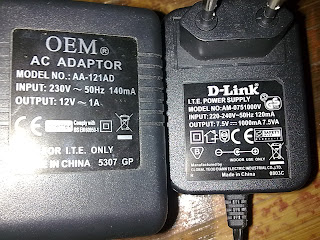 OEM®
AC ADAPTOR
MODEL NO.: AA-121AD
INPUT: 230V ~ 50Hz 140mA
OUTPUT: 12V ~ 1A
FOR I.T.E. ONLY
IN CHINA 5307 GP
D-Link®
I.T.E. POWER SUPPLY
MODEL NO: AM-0751000V
INPUT: 220-240V~50Hz 120mA
OUTPUT: 7.5V 1000mA 7.5VA
INDOOR USE ONLY
Made in China